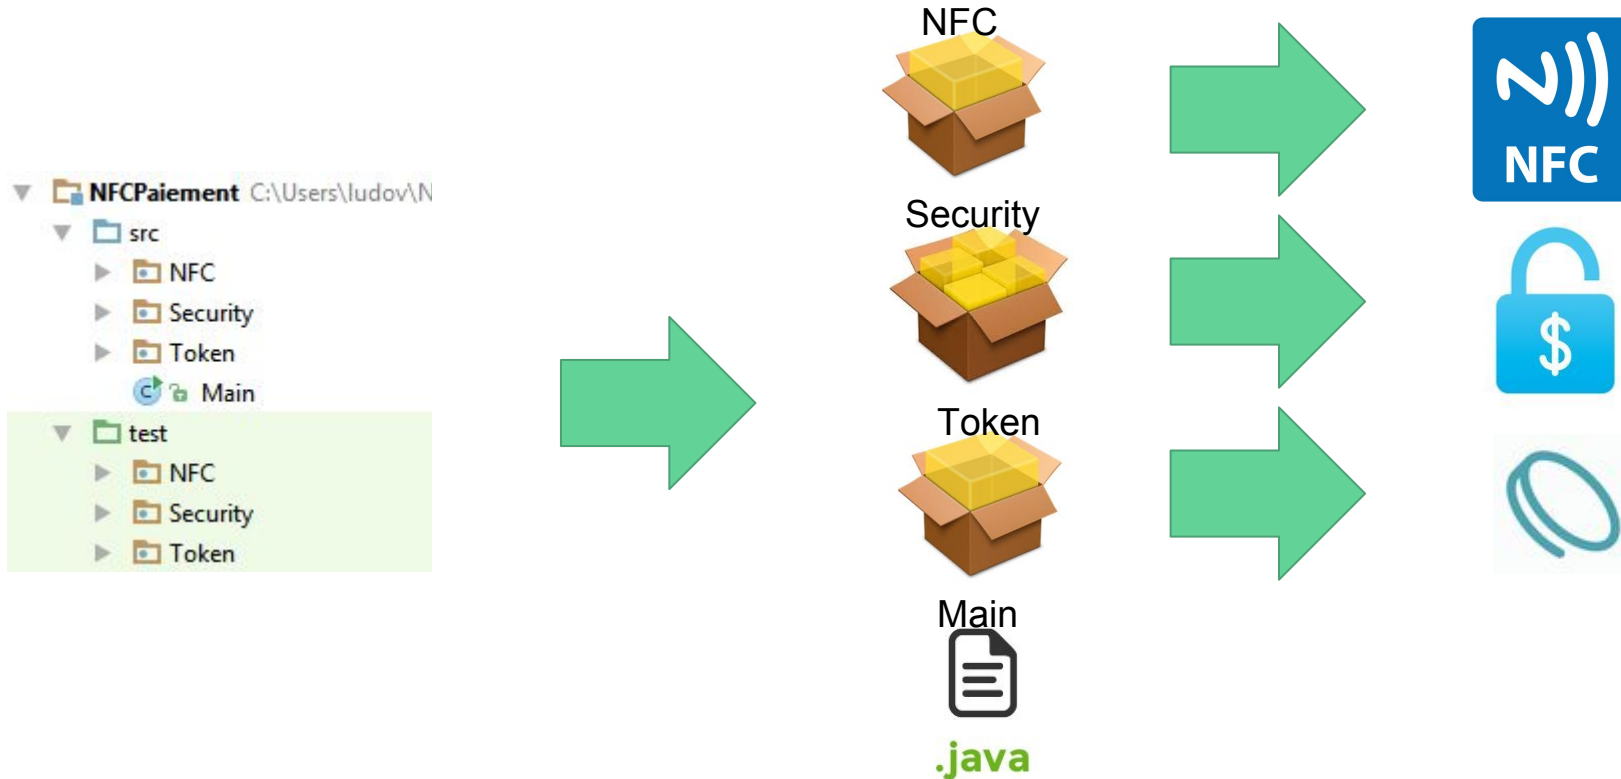 NFCPaiement C:\Users\ludov\N
src
NFC
Security
Token
C Main
test
NFC
Security
Token
NFC
Security
Token
Main
.java
NFC
$